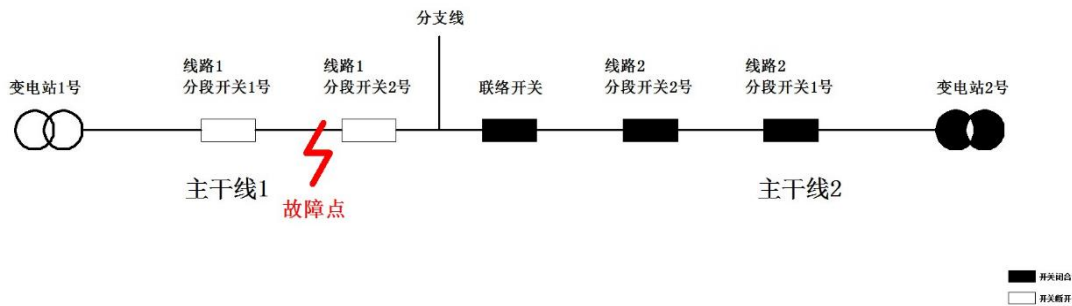 分支线
变电站1号
线路1
分段开关1号
线路1
分段开关2号
联络开关
线路2
分段开关2号
线路2
分段开关1号
变电站2号
主干线1
故障点
主干线2
开关闭合
开关断开